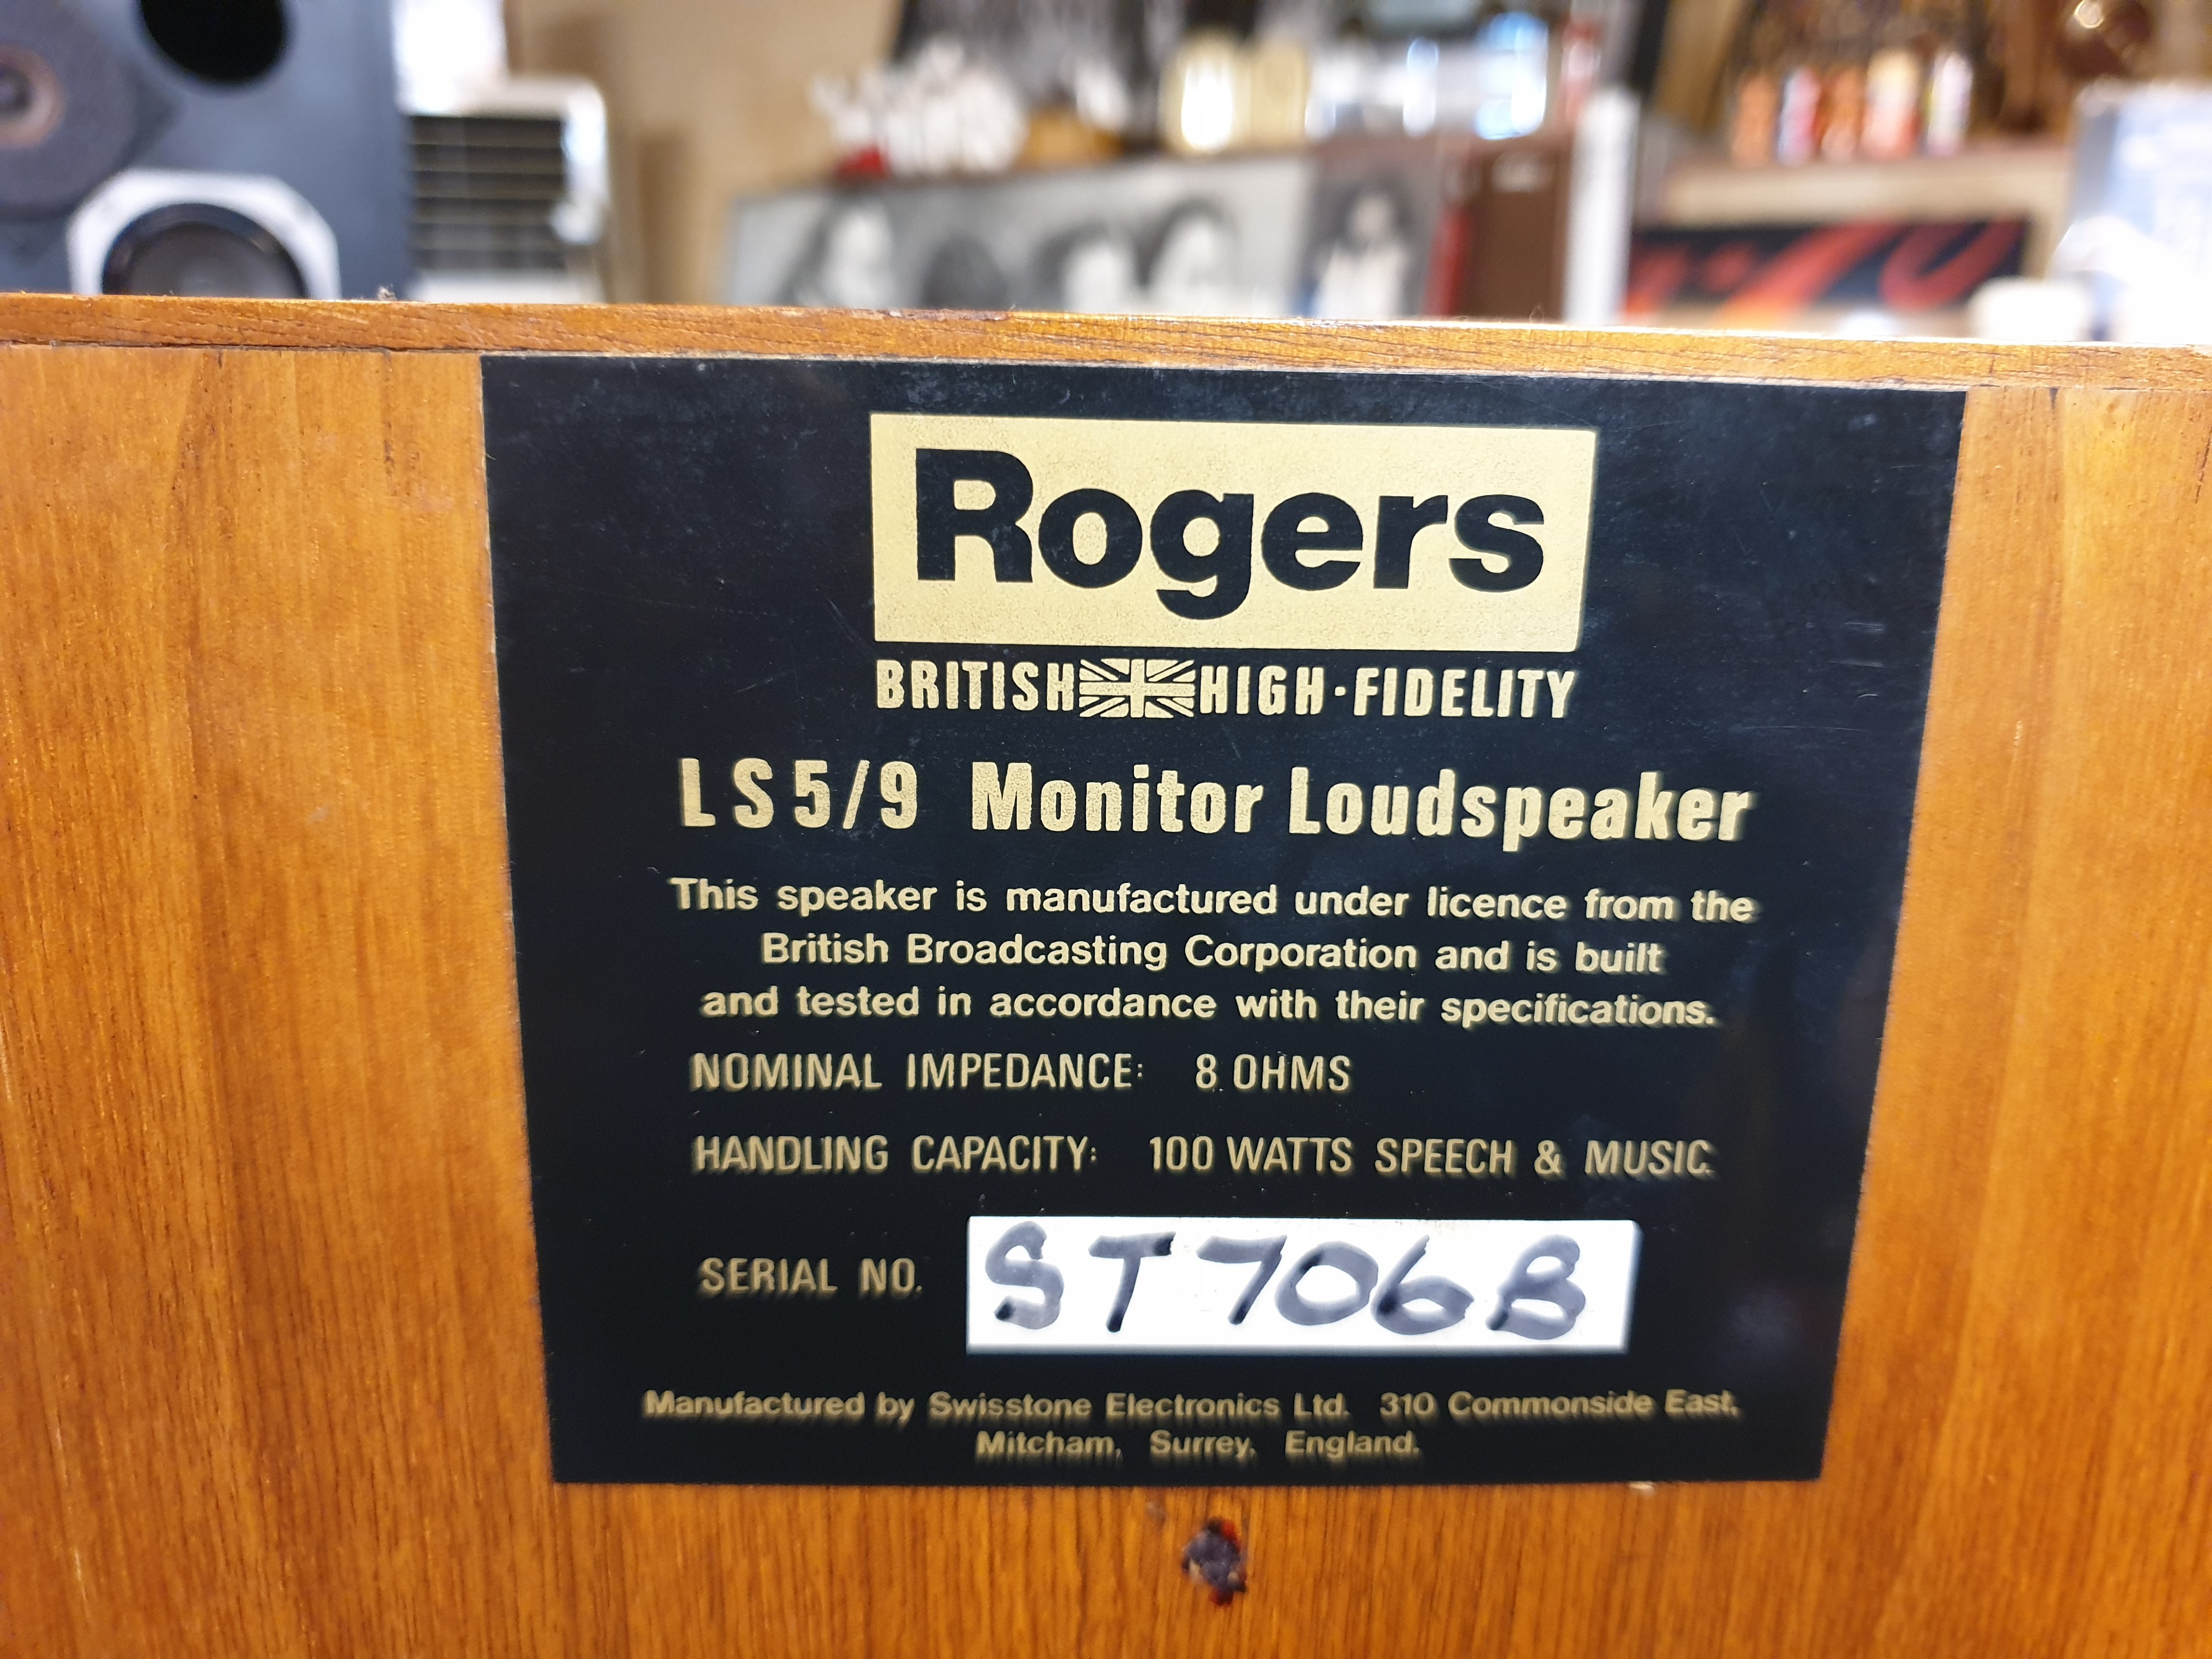 Rogers
BRITISH HIGH-FIDELITY
LS5/9 Monitor Loudspeaker
This speaker is manufactured under licence from the
British Broadcasting Corporation and is built
and tested in accordance with their specifications.
NOMINAL IMPEDANCE: 8 OHMS
HANDLING CAPACITY: 100 WATTS SPEECH & MUSIC
SERIAL NO. ST706B
Manufactured by Swisstone Electronics Ltd. 310 Commonside East,
Mitcham, Surrey, England.